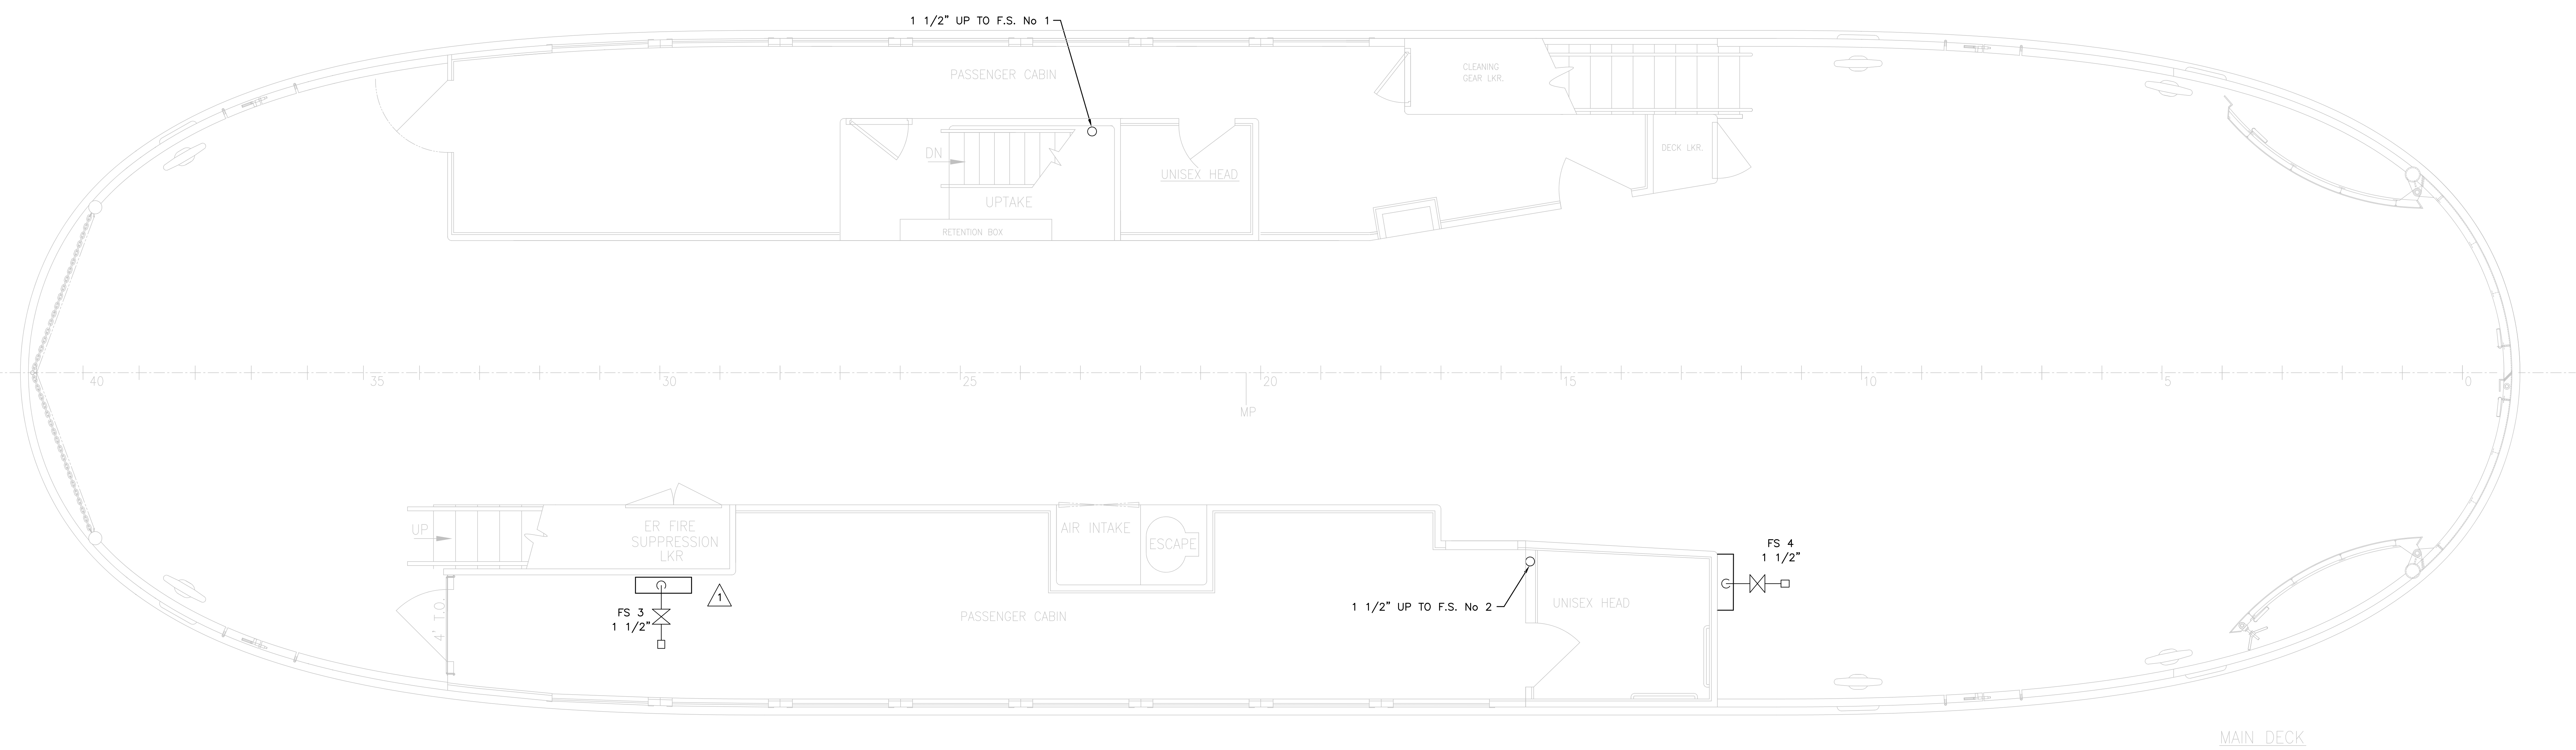 1 1/2" UP TO F.S. No 1
PASSENGER CABIN
CLEANING
GEAR LKR.
DN
UNISEX HEAD
DECK LKR.
UPTAKE
RETENTION BOX
40
35
30
25
20
15
10
5
0
MP
UP
ER FIRE
SUPPRESSION
LKR
AIR INTAKE
ESCAPE
FS 3
1 1/2"
1
PASSENGER CABIN
1 1/2" UP TO F.S. No 2
UNISEX HEAD
FS 4
1 1/2"
MAIN DECK